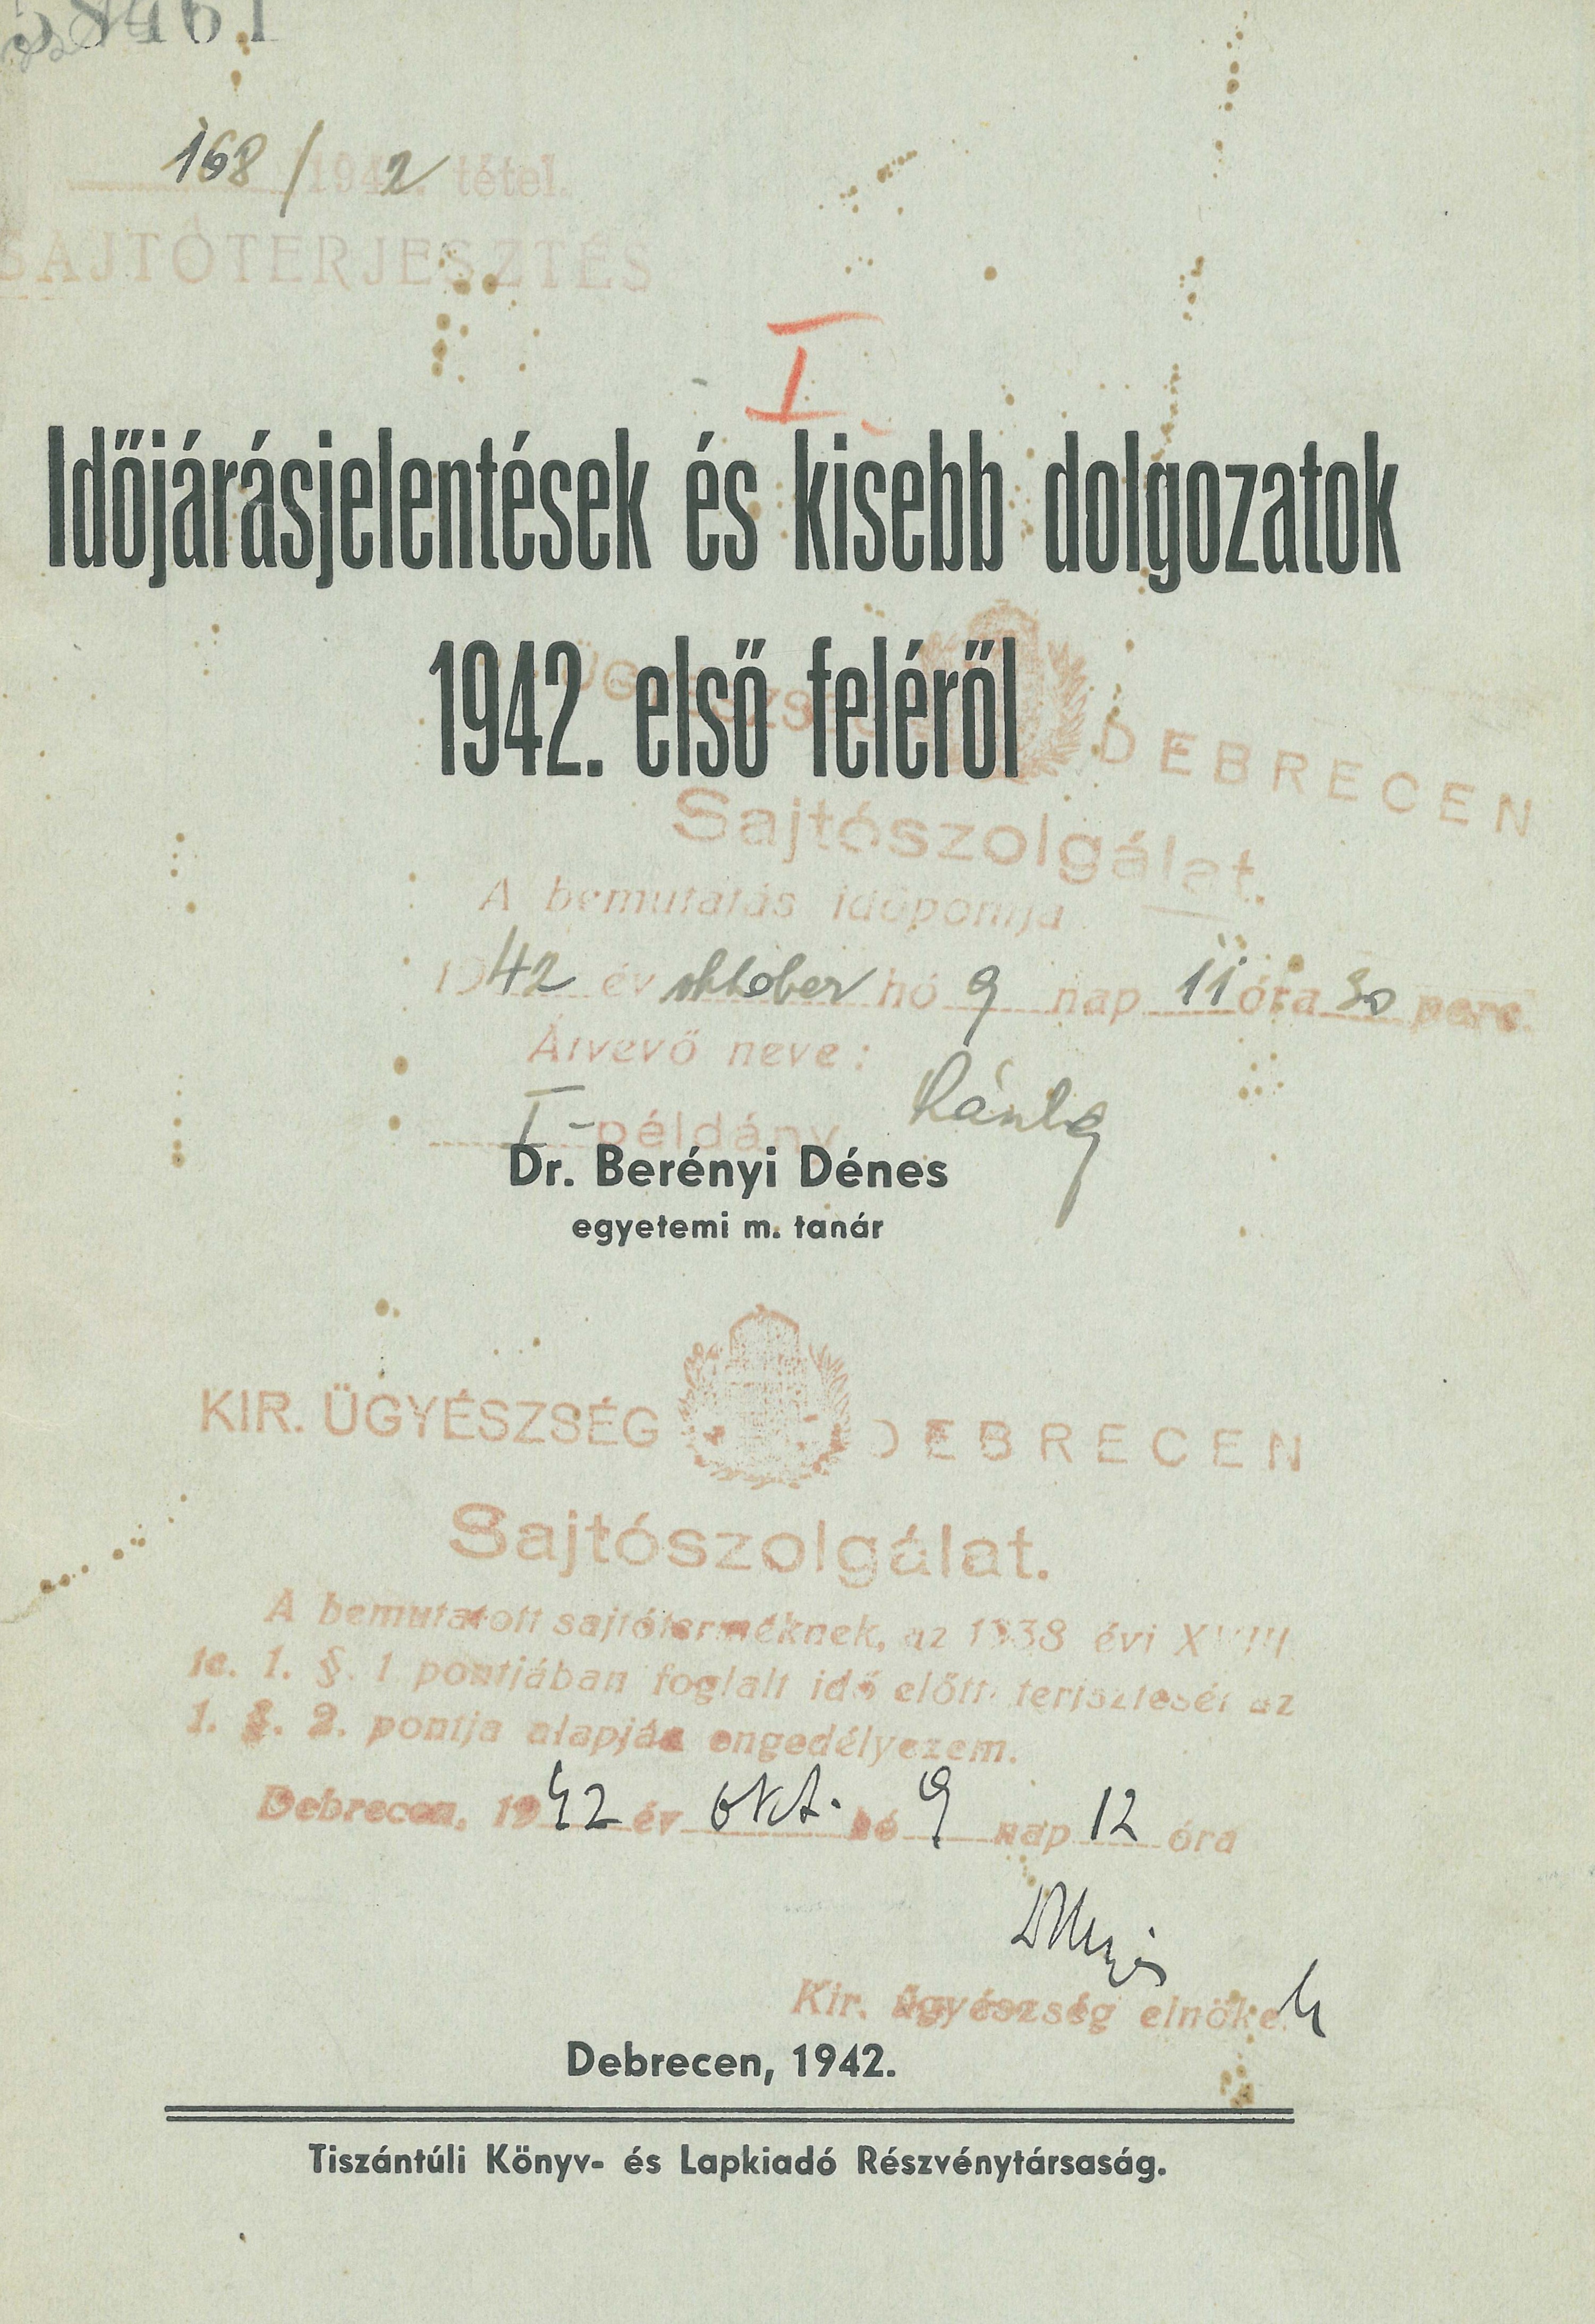 58461
168 / 1942. tétel.
SAJTÓTERJESZTÉS
I
Időjárásjelentések és kisebb dolgozatok
1942. első feléről
DEBRECEN
Sajtószolgálat.
A bemutatás időpontja
1942 év október hó 9 nap 11 óra 30 perc.
Átvevő neve:
I - példány
Dr. Berényi Dénes
egyetemi m. tanár
KIR. ÜGYÉSZSÉG DEBRECEN
Sajtószolgálat.
A bemutatott sajtóterméknek, az 1938 évi XVIII.
tc. 1. §. 1 pontjában foglalt idő előtti terjesztését az
1. §. 2. pontja alapján engedélyezem.
Debrecen, 1942 év okt. hó 9 nap 12 óra
Kir. ügyészség elnöke
Debrecen, 1942.
Tiszántúli Könyv- és Lapkiadó Részvénytársaság.